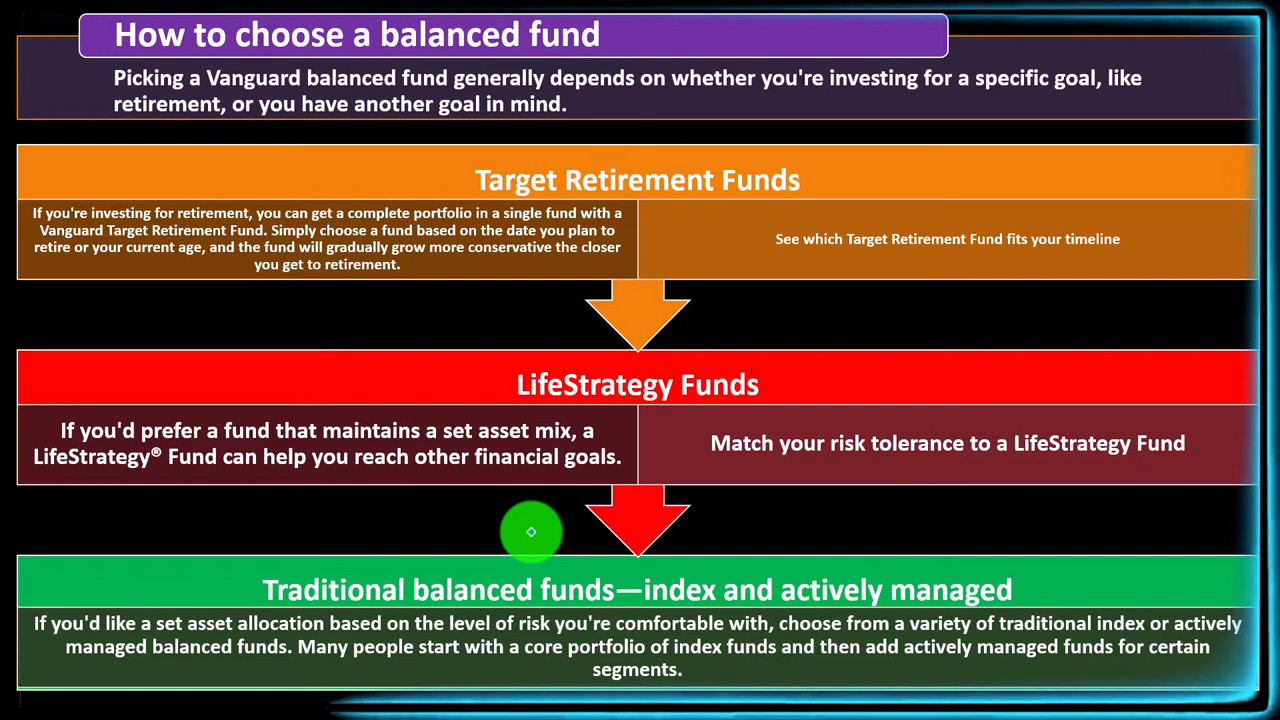 How to choose a balanced fund
Picking a Vanguard balanced fund generally depends on whether you're investing for a specific goal, like
retirement, or you have another goal in mind.
Target Retirement Funds
If you're investing for retirement, you can get a complete portfolio in a single fund with a
Vanguard Target Retirement Fund. Simply choose a fund based on the date you plan to
retire or your current age, and the fund will gradually grow more conservative the closer
you get to retirement.
See which Target Retirement Fund fits your timeline
LifeStrategy Funds
If you'd prefer a fund that maintains a set asset mix, a
LifeStrategy® Fund can help you reach other financial goals.
Match your risk tolerance to a LifeStrategy Fund
Traditional balanced funds—index and actively managed
If you'd like a set asset allocation based on the level of risk you're comfortable with, choose from a variety of traditional index or actively
managed balanced funds. Many people start with a core portfolio of index funds and then add actively managed funds for certain
segments.